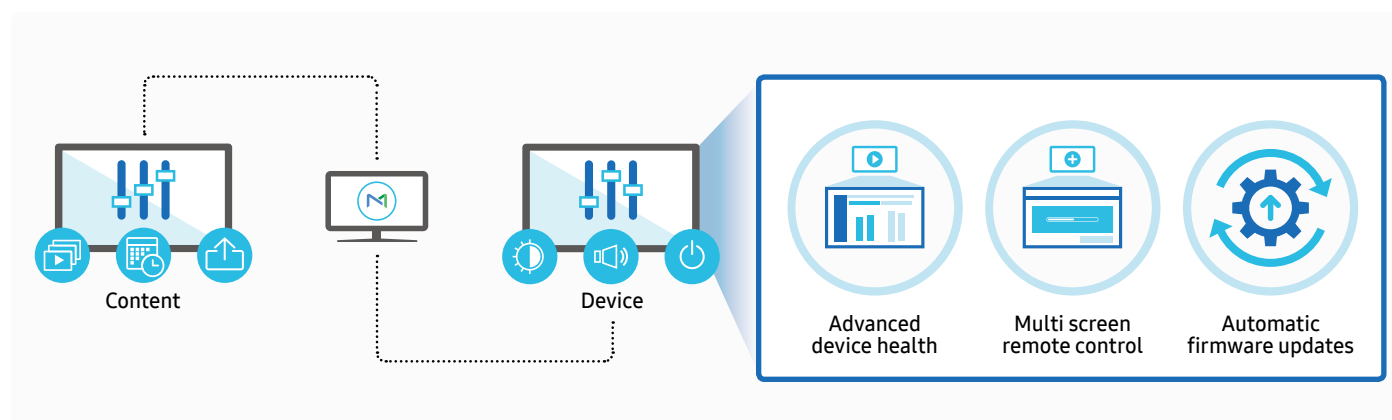 Content
Device
Advanced
device health
Multi screen
remote control
Automatic
firmware updates